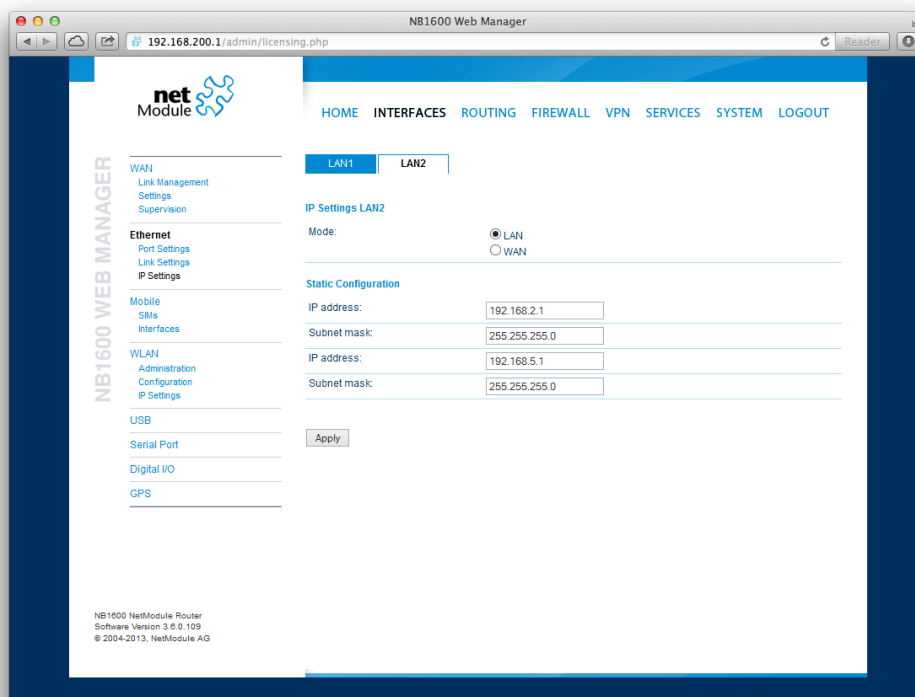 NB1600 Web Manager
192.168.200.1/admin/licensing.php
Reader
net
Module
HOME INTERFACES ROUTING FIREWALL VPN SERVICES SYSTEM LOGOUT
NB1600 WEB MANAGER
WAN
Link Management
Settings
Supervision
Ethernet
Port Settings
Link Settings
IP Settings
Mobile
SIMs
Interfaces
WLAN
Administration
Configuration
IP Settings
USB
Serial Port
Digital I/O
GPS
LAN1 LAN2
IP Settings LAN2
Mode: LAN
WAN
Static Configuration
IP address: 192.168.2.1
Subnet mask: 255.255.255.0
IP address: 192.168.5.1
Subnet mask: 255.255.255.0
Apply
NB1600 NetModule Router
Software Version 3.6.0.109
© 2004-2013, NetModule AG